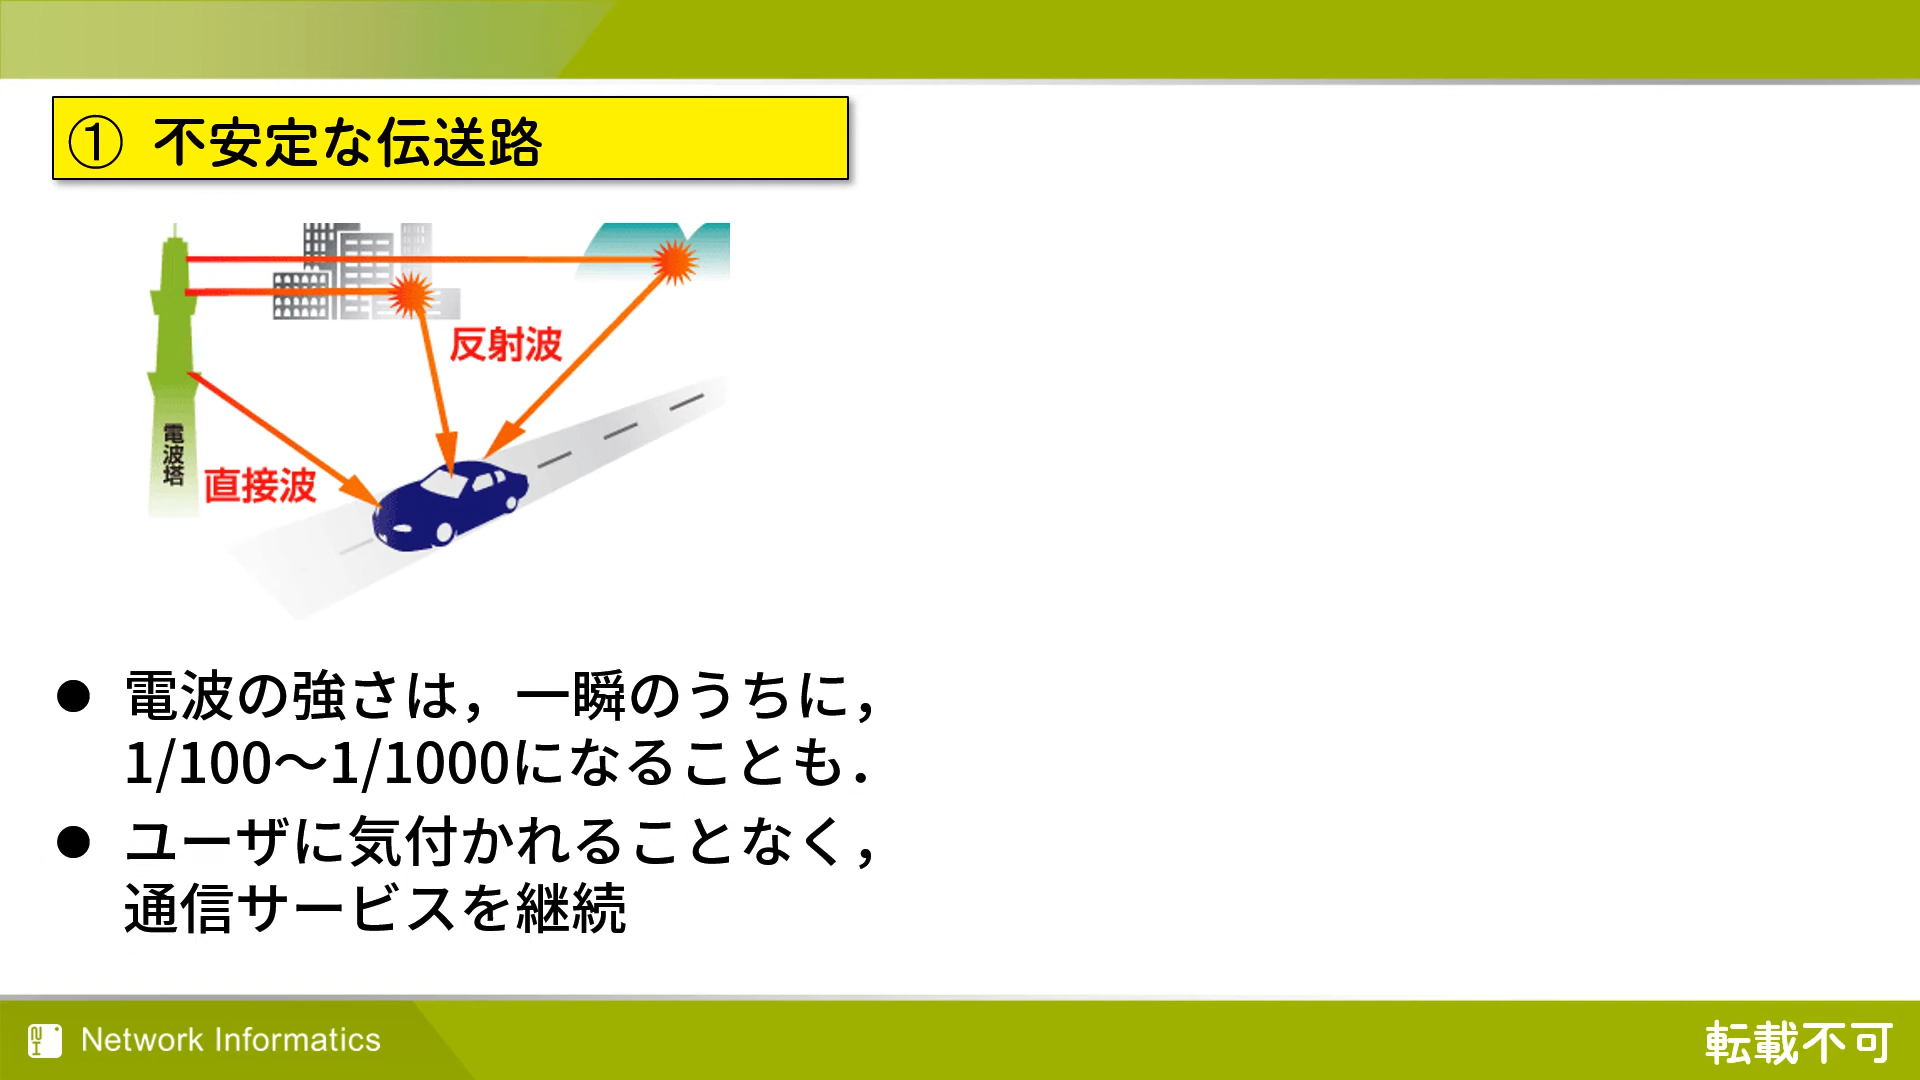 ① 不安定な伝送路
反射波
電波塔
直接波
● 電波の強さは，一瞬のうちに，
1/100～1/1000になることも．
● ユーザに気付かれることなく，
通信サービスを継続
NI Network Informatics
転載不可